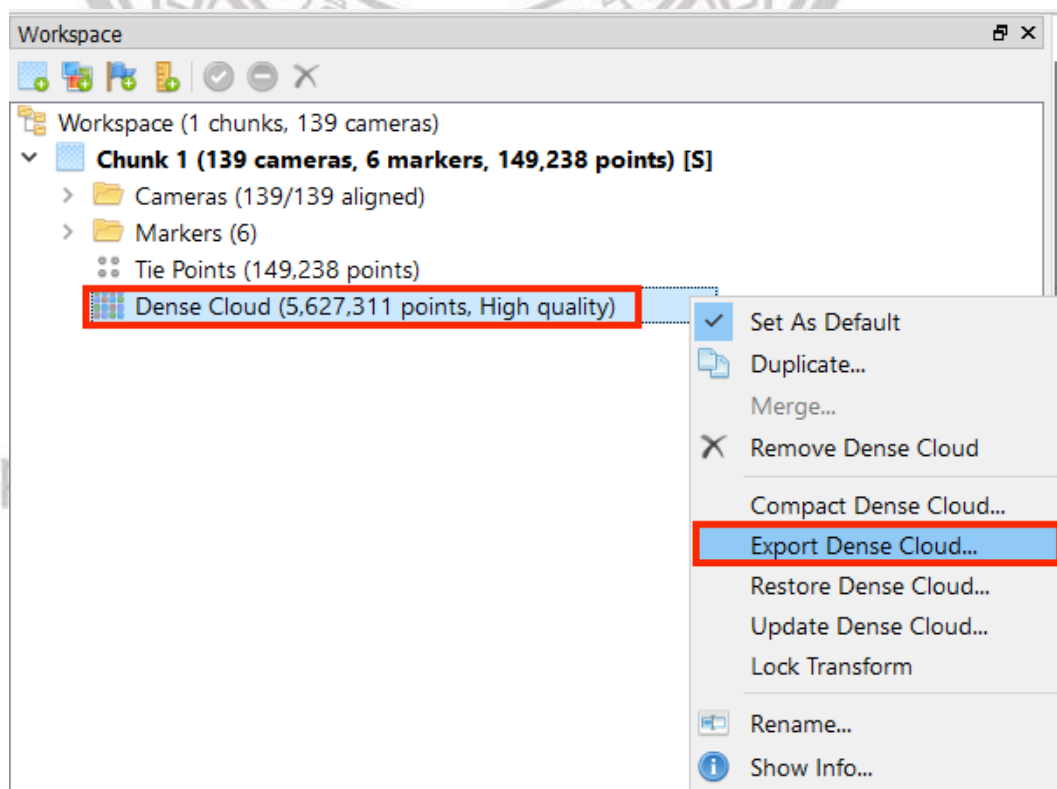 Workspace
Workspace (1 chunks, 139 cameras)
Chunk 1 (139 cameras, 6 markers, 149,238 points) [S]
Cameras (139/139 aligned)
Markers (6)
Tie Points (149,238 points)
Dense Cloud (5,627,311 points, High quality)
Set As Default
Duplicate...
Merge...
Remove Dense Cloud
Compact Dense Cloud...
Export Dense Cloud...
Restore Dense Cloud...
Update Dense Cloud...
Lock Transform
Rename...
Show Info...